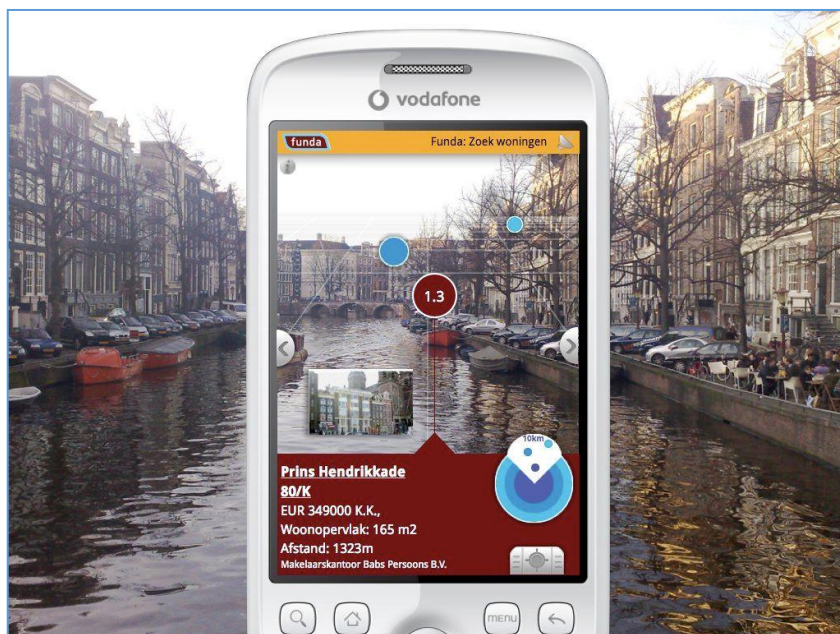 vodafone
funda
Funda: Zoek woningen
i
1.3
10km
Prins Hendrikkade
80/K
EUR 349000 K.K.,
Woonopervlak: 165 m2
Afstand: 1323m
Makelaarskantoor Babs Persoons B.V.
menu